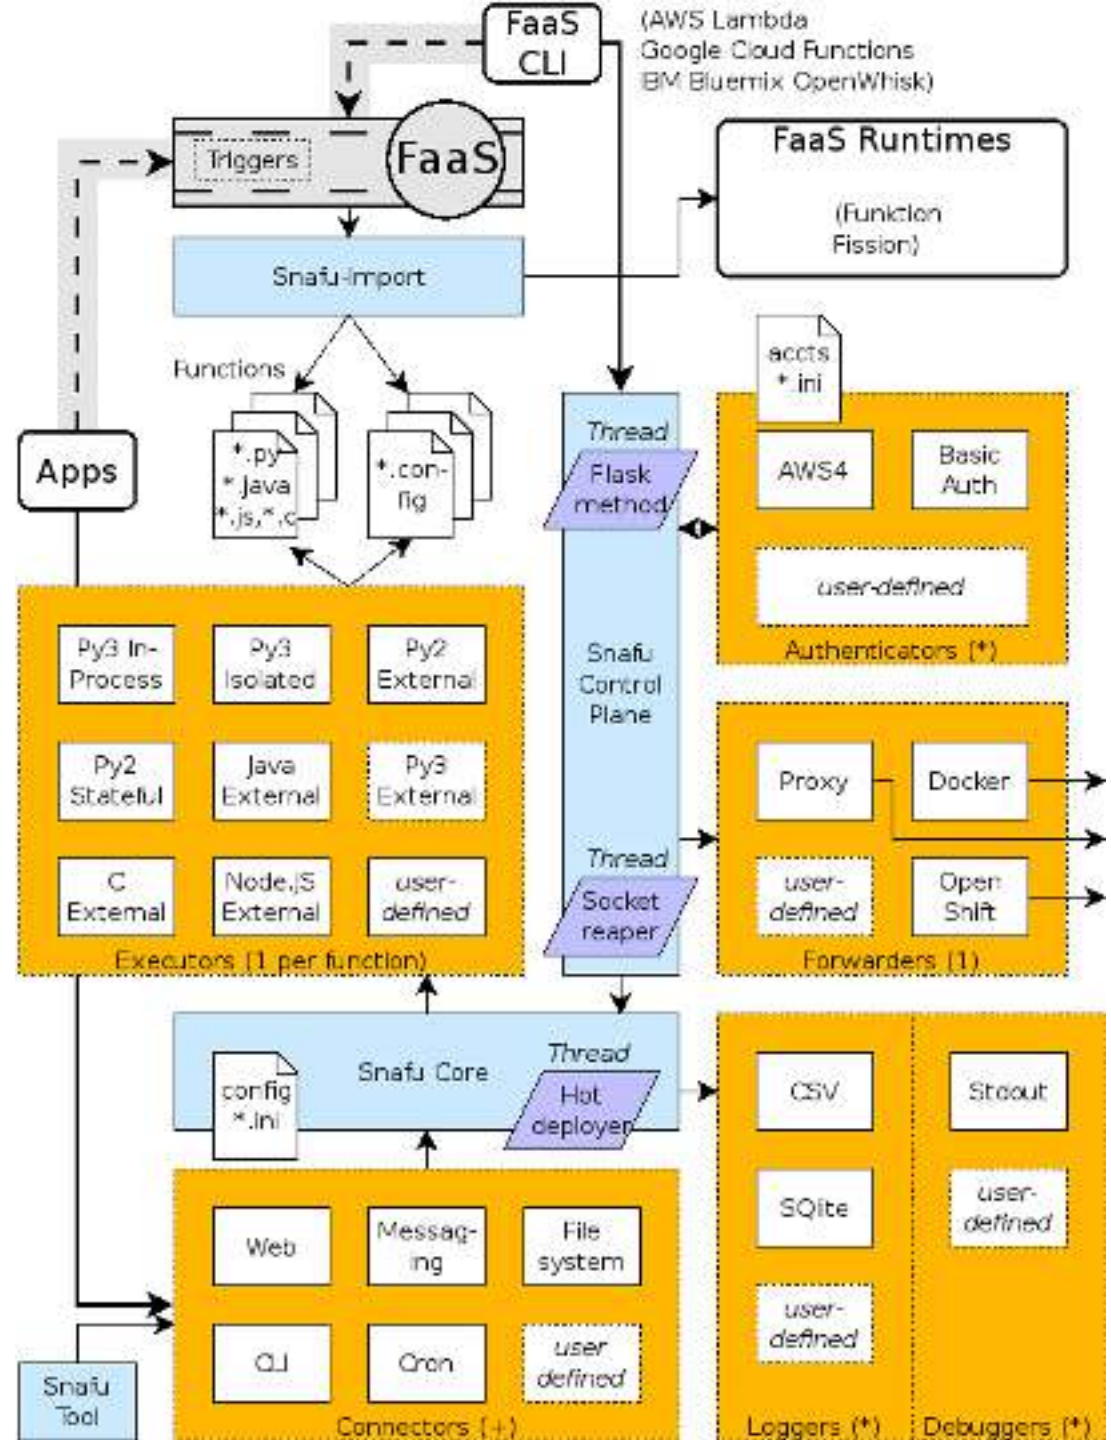 FaaS
CLI
(AWS Lambda
Google Cloud Functions
IBM Bluemix OpenWhisk)
Triggers
FaaS
FaaS Runtimes
(Funktion
Fission)
Snafu-Import
Functions
*.py
*.java
*.js,*.c
*.con-
fig
Apps
accts
*.ini
Thread
Flask
method
AWS4
Basic
Auth
user-defined
Authenticators (*)
Py3 In-
Process
Py3
Isolated
Py2
External
Py2
Stateful
Java
External
Py3
External
C
External
Node.JS
External
user-
defined
Executors (1 per function)
Snafu
Control
Plane
Thread
Socket
reaper
Proxy
Docker
user-
defined
Open
Shift
Forwarders (1)
config
*.ini
Snafu Core
Thread
Hot
deployer
CSV
SQlite
user-
defined
Loggers (*)
Stdout
user-
defined
Debuggers (*)
Web
Messag-
ing
File
system
CLI
Cron
user
defined
Connectors (+)
Snafu
Tool